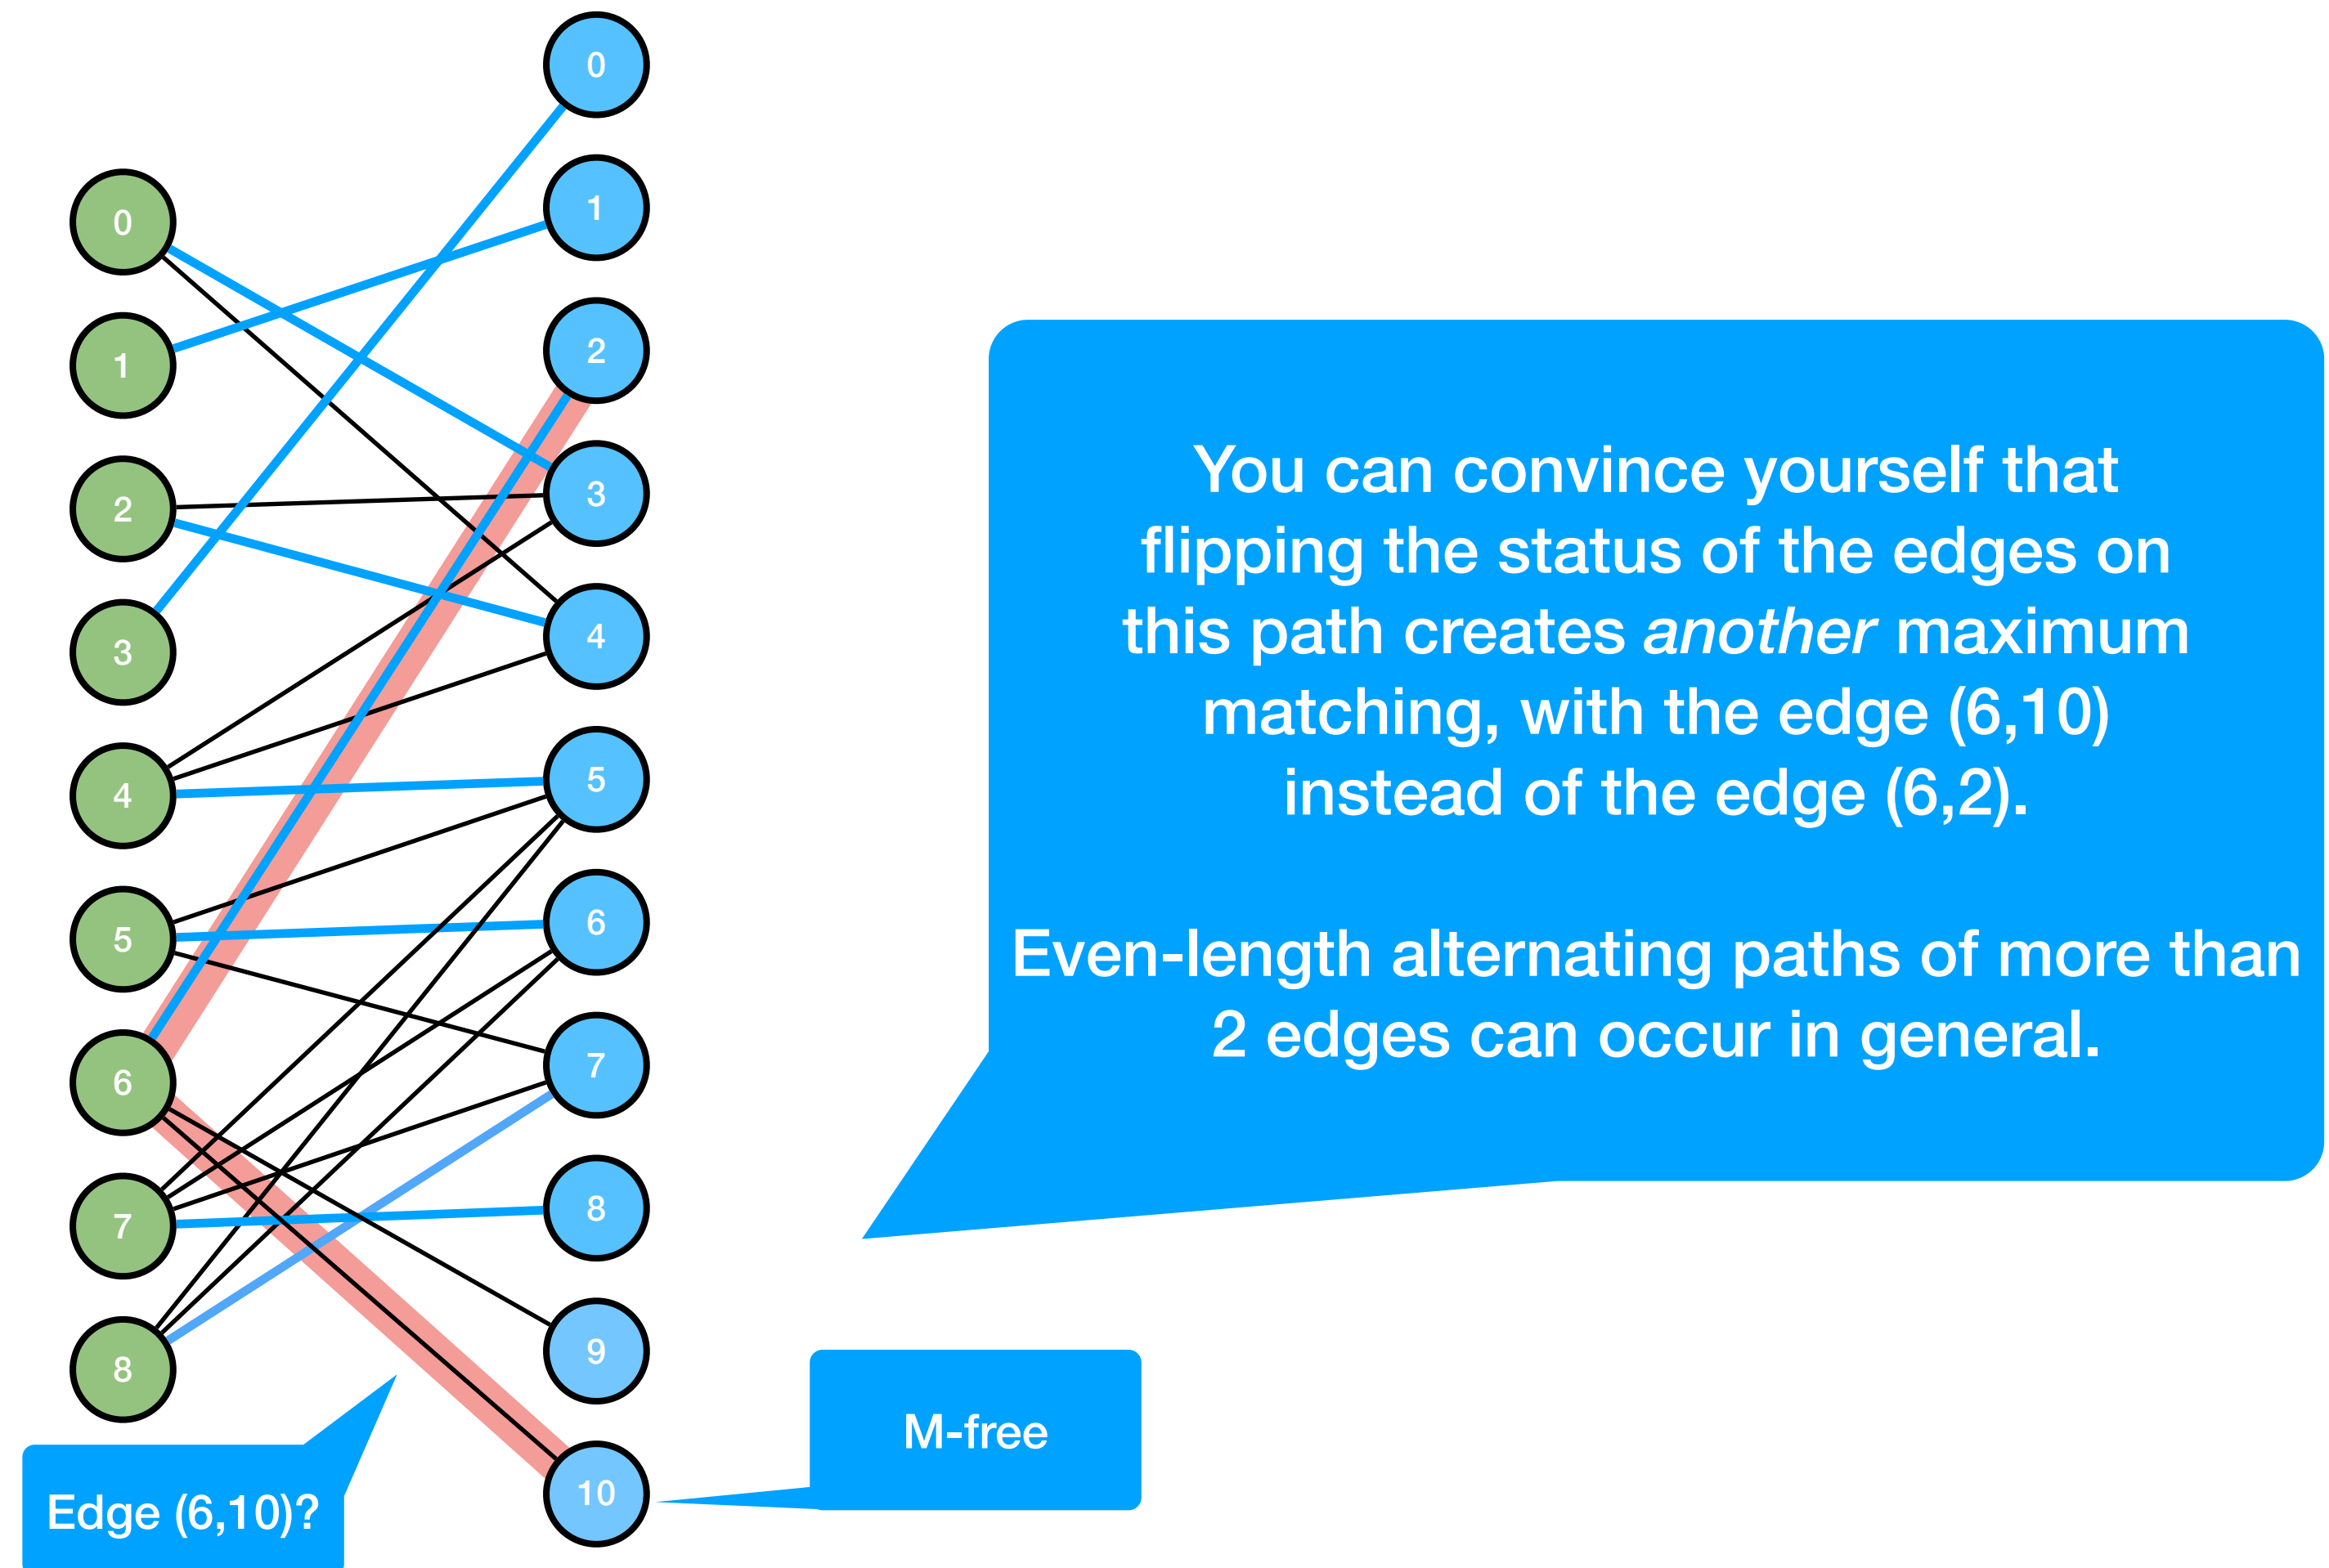 0
1
2
3
4
5
6
7
8
0
1
2
3
4
5
6
7
8
9
10
You can convince yourself that
flipping the status of the edges on
this path creates another maximum
matching, with the edge (6,10)
instead of the edge (6,2).
Even-length alternating paths of more than
2 edges can occur in general.
M-free
Edge (6,10)?